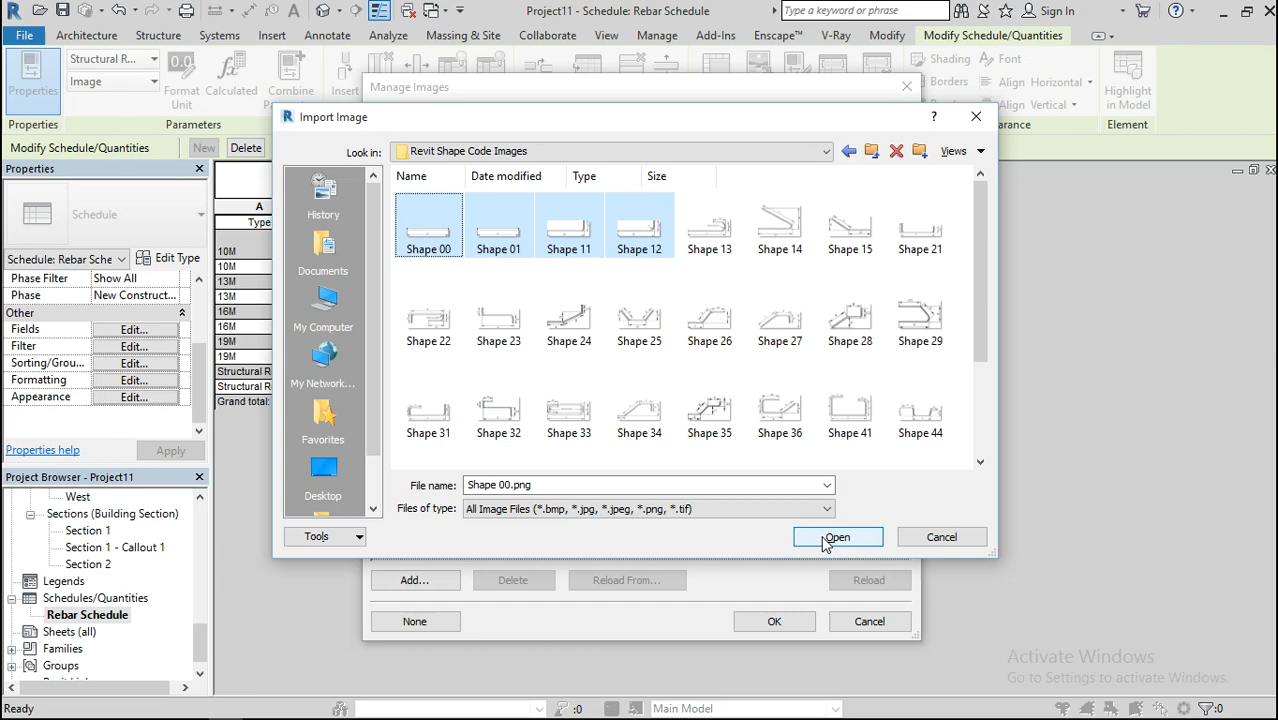 Project11 - Schedule: Rebar Schedule
Type a keyword or phrase
Sign In
File Architecture Structure Systems Insert Annotate Analyze Massing & Site Collaborate View Manage Add-Ins Enscape™ V-Ray Modify Modify Schedule/Quantities
Properties
Structural R...
Image
Format
Unit
Calculated
Combine
Insert
Shading
Borders
Font
Align Horizontal
Align Vertical
Highlight
in Model
Properties
Parameters
Element
Modify Schedule/Quantities
New
Delete
Manage Images
Import Image
Look in:
Revit Shape Code Images
Views
Name
Date modified
Type
Size
History
Documents
My Computer
My Network...
Favorites
Desktop
Shape 00 Shape 01 Shape 11 Shape 12 Shape 13 Shape 14 Shape 15 Shape 21
Shape 22 Shape 23 Shape 24 Shape 25 Shape 26 Shape 27 Shape 28 Shape 29
Shape 31 Shape 32 Shape 33 Shape 34 Shape 35 Shape 36 Shape 41 Shape 44
File name:
Shape 00.png
Files of type:
All Image Files (*.bmp, *.jpg, *.jpeg, *.png, *.tif)
Tools
Open
Cancel
Add...
Delete
Reload From...
Reload
None
OK
Cancel
Properties
Schedule
Schedule: Rebar Sche
Edit Type
Phase Filter Show All
Phase New Construct...
Other
Fields Edit...
Filter Edit...
Sorting/Grou... Edit...
Formatting Edit...
Appearance Edit...
Properties help
Apply
A
Type
10M
10M
13M
13M
16M
16M
19M
19M
Structural R
Structural R
Grand total:
Project Browser - Project11
West
Sections (Building Section)
Section 1
Section 1 - Callout 1
Section 2
Legends
Schedules/Quantities
Rebar Schedule
Sheets (all)
Families
Groups
Activate Windows
Go to Settings to activate Windows.
Ready
:0
Main Model
:0